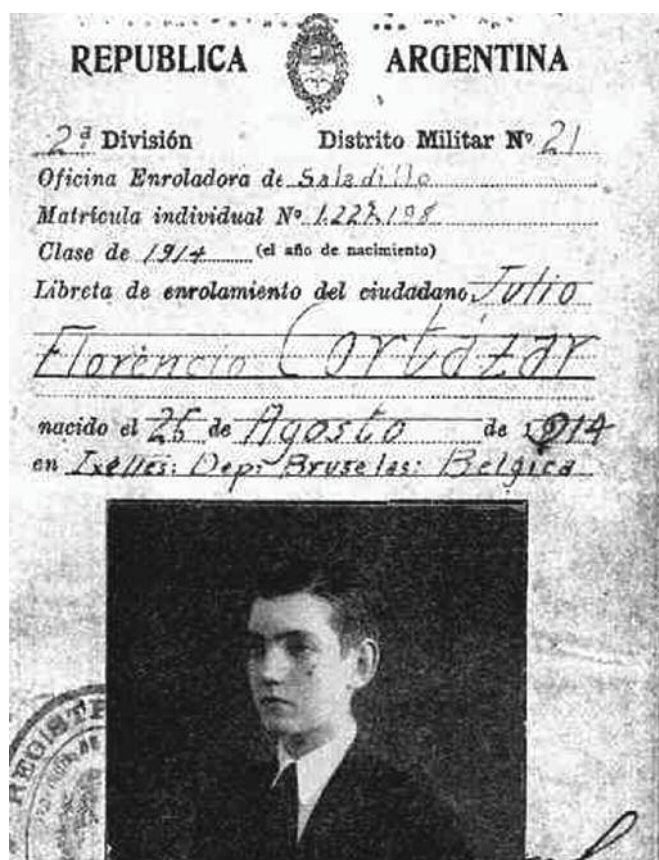 REPUBLICA ARGENTINA
2ª División Distrito Militar Nº 21
Oficina Enroladora de Saladillo
Matrícula individual Nº 1.227.198
Clase de 1914 (el año de nacimiento)
Libreta de enrolamiento del ciudadano Julio
Florencio Cortázar
nacido el 26 de Agosto de 1914
en Ixelles: Dep: Bruselas: Belgica
REGISTR